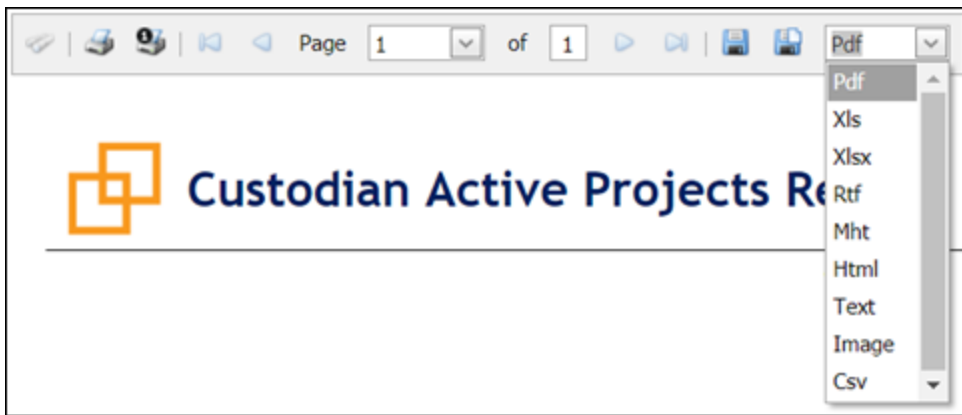 Page 1 of 1 Pdf
Pdf
Xls
Xlsx
Custodian Active Projects Re
Rtf
Mht
Html
Text
Image
Csv